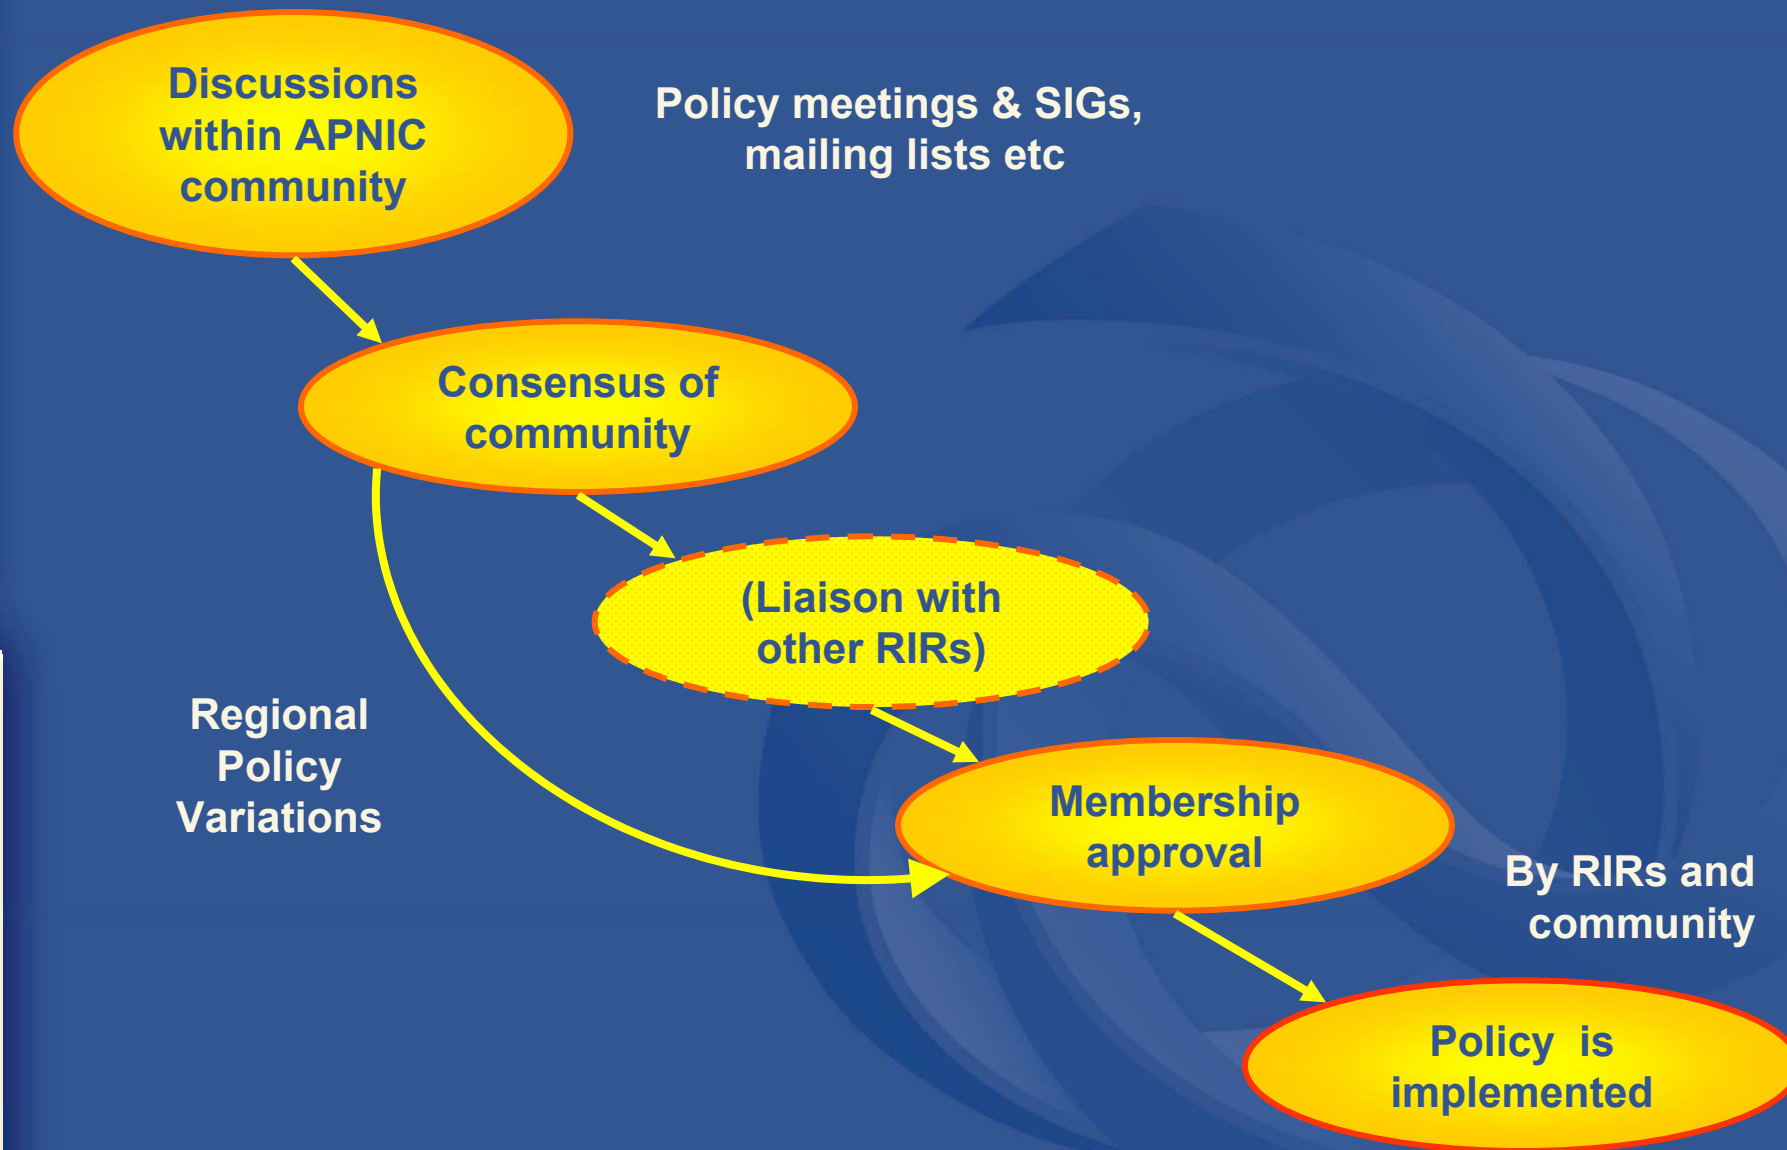 Discussions
within APNIC
community
Policy meetings & SIGs,
mailing lists etc
Consensus of
community
(Liaison with
other RIRs)
Regional
Policy
Variations
Membership
approval
By RIRs and
community
Policy  is
implemented